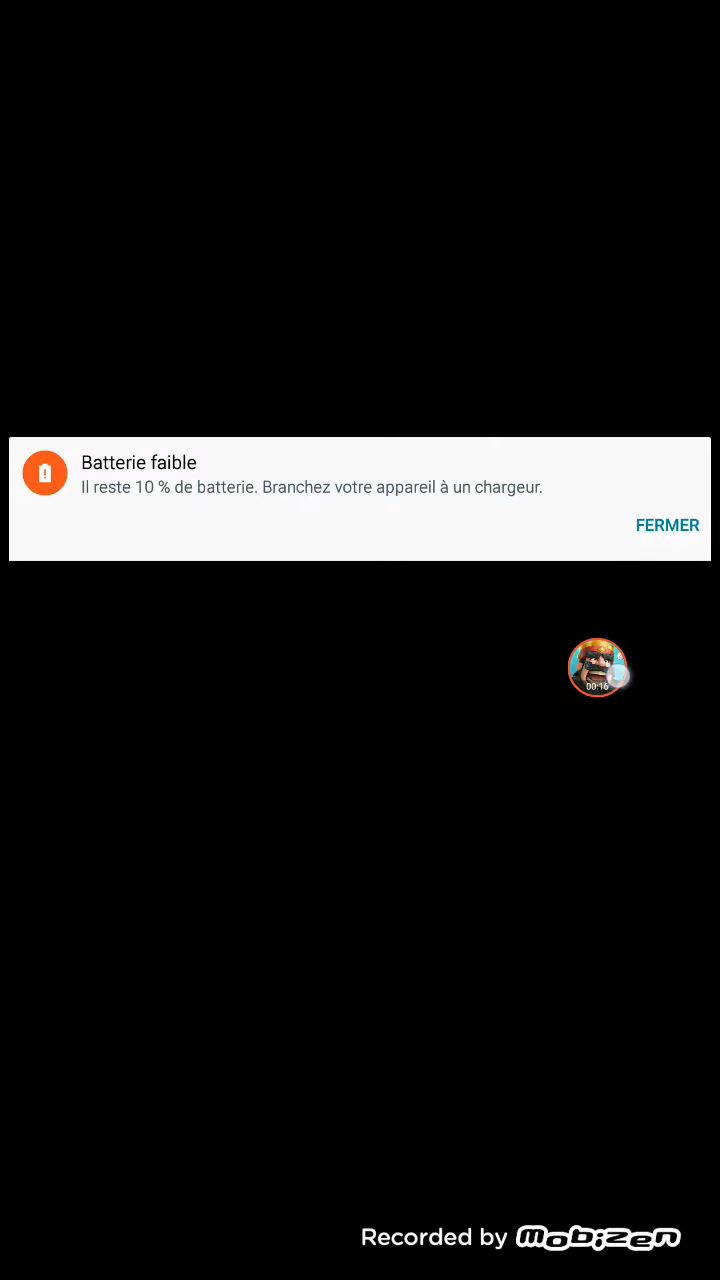 Batterie faible
Il reste 10 % de batterie. Branchez votre appareil à un chargeur.
FERMER
00:16
Recorded by mobizen